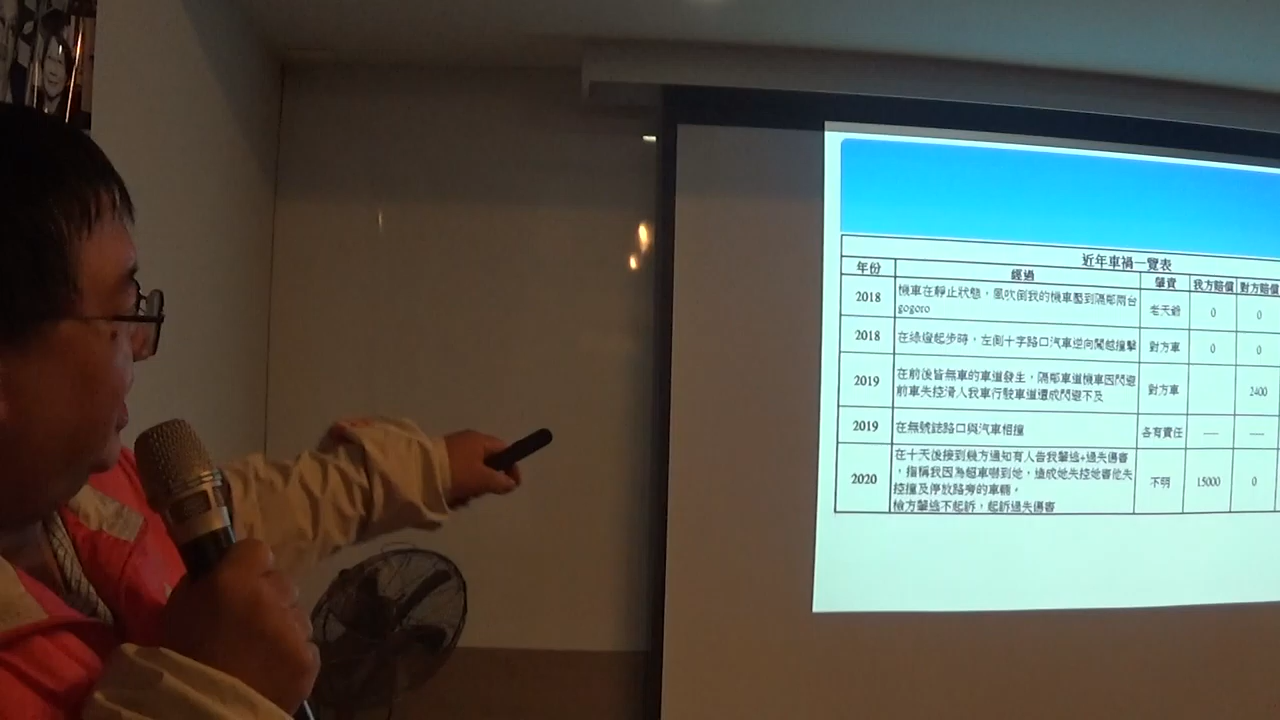 近年車禍一覽表
年份 經過 肇責 我方賠償 對方賠償
2018 機車在靜止狀態，風吹倒我的機車壓到隔鄰兩台
gogoro 老天爺 0 0
2018 在綠燈起步時，左側十字路口汽車逆向闖越撞擊 對方車 0 0
2019 在前後皆無車的車道發生，隔鄰車道機車因閃避
前車失控滑入我車行駛車道遭成閃避不及 對方車 2400
2019 在無號誌路口與汽車相撞 各有責任 — —
2020 在十天後接到幾方通知有人告我肇逃+過失傷害
，指稱我因為超車嚇到她，造成她失控她害他失
控撞及停放路旁的車輛。
檢方肇逃不起訴，起訴過失傷害 不明 15000 0